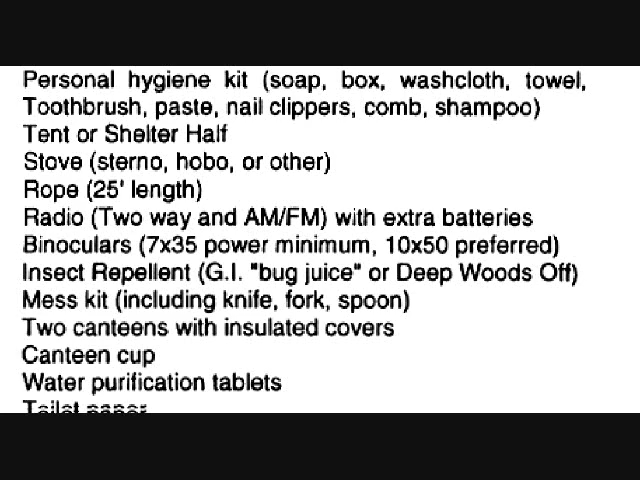 Personal hygiene kit (soap, box, washcloth, towel,
Toothbrush, paste, nail clippers, comb, shampoo)
Tent or Shelter Half
Stove (sterno, hobo, or other)
Rope (25' length)
Radio (Two way and AM/FM) with extra batteries
Binoculars (7x35 power minimum, 10x50 preferred)
Insect Repellent (G.I. "bug juice" or Deep Woods Off)
Mess kit (including knife, fork, spoon)
Two canteens with insulated covers
Canteen cup
Water purification tablets
Toilet paper